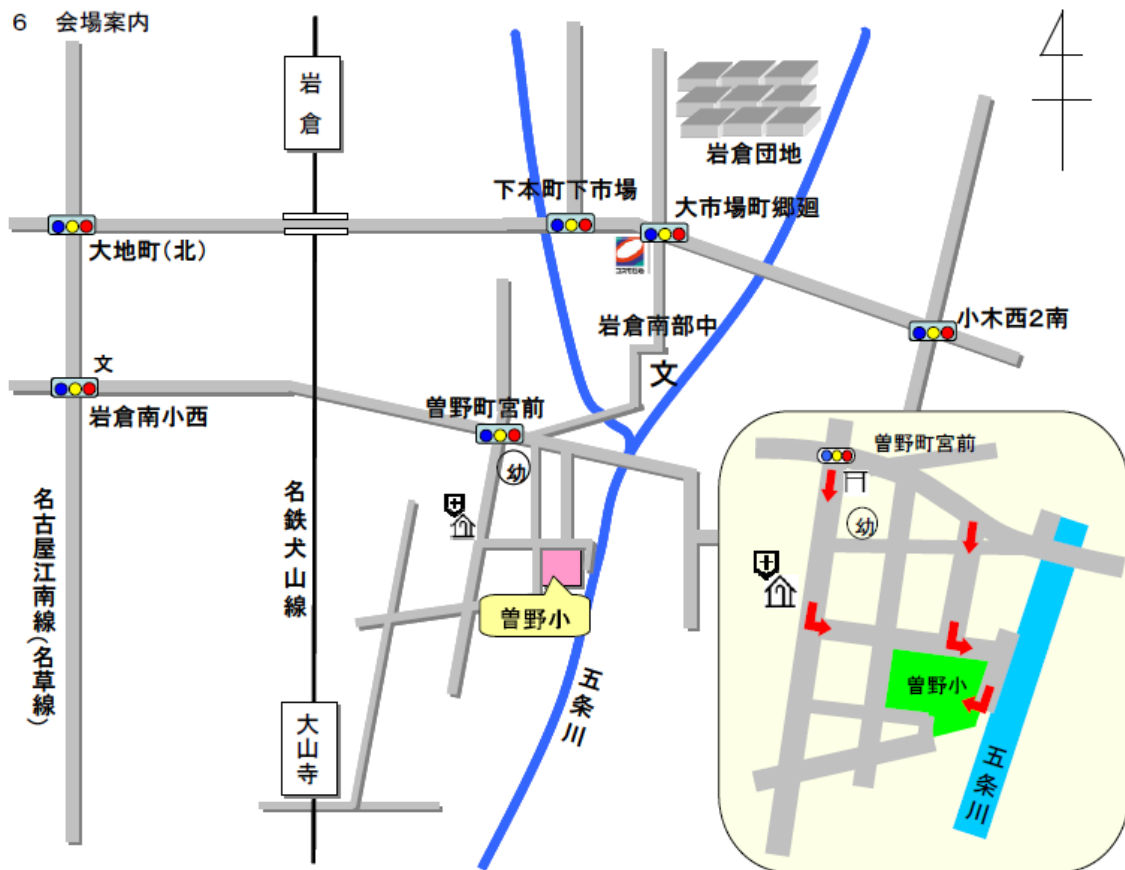 6 会場案内
岩倉
岩倉団地
下本町下市場
大市場町郷廻
大地町(北)
小木西2南
岩倉南部中
文
文
岩倉南小西
曽野町宮前
幼
名古屋江南線(名草線)
名鉄犬山線
曽野小
五条川
大山寺
曽野町宮前
幼
曽野小
五条川